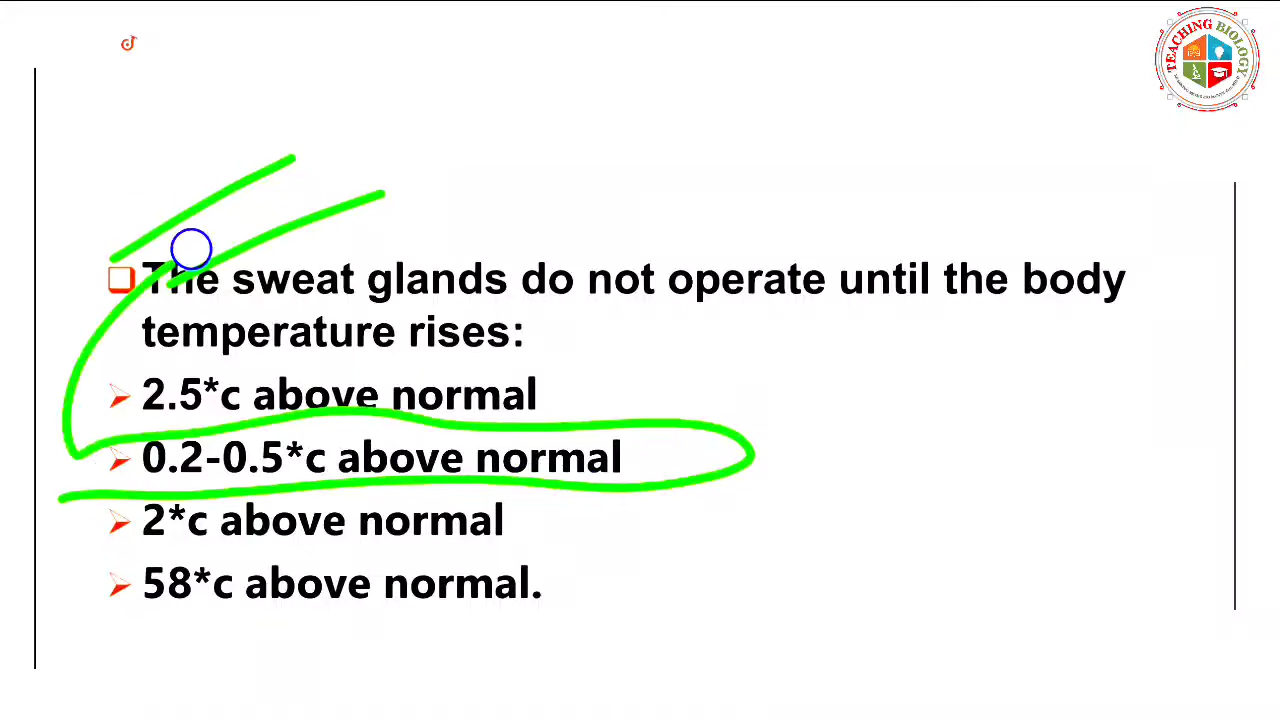 TEACHING BIOLOGY
The sweat glands do not operate until the body
temperature rises:
2.5*c above normal
0.2-0.5*c above normal
2*c above normal
58*c above normal.